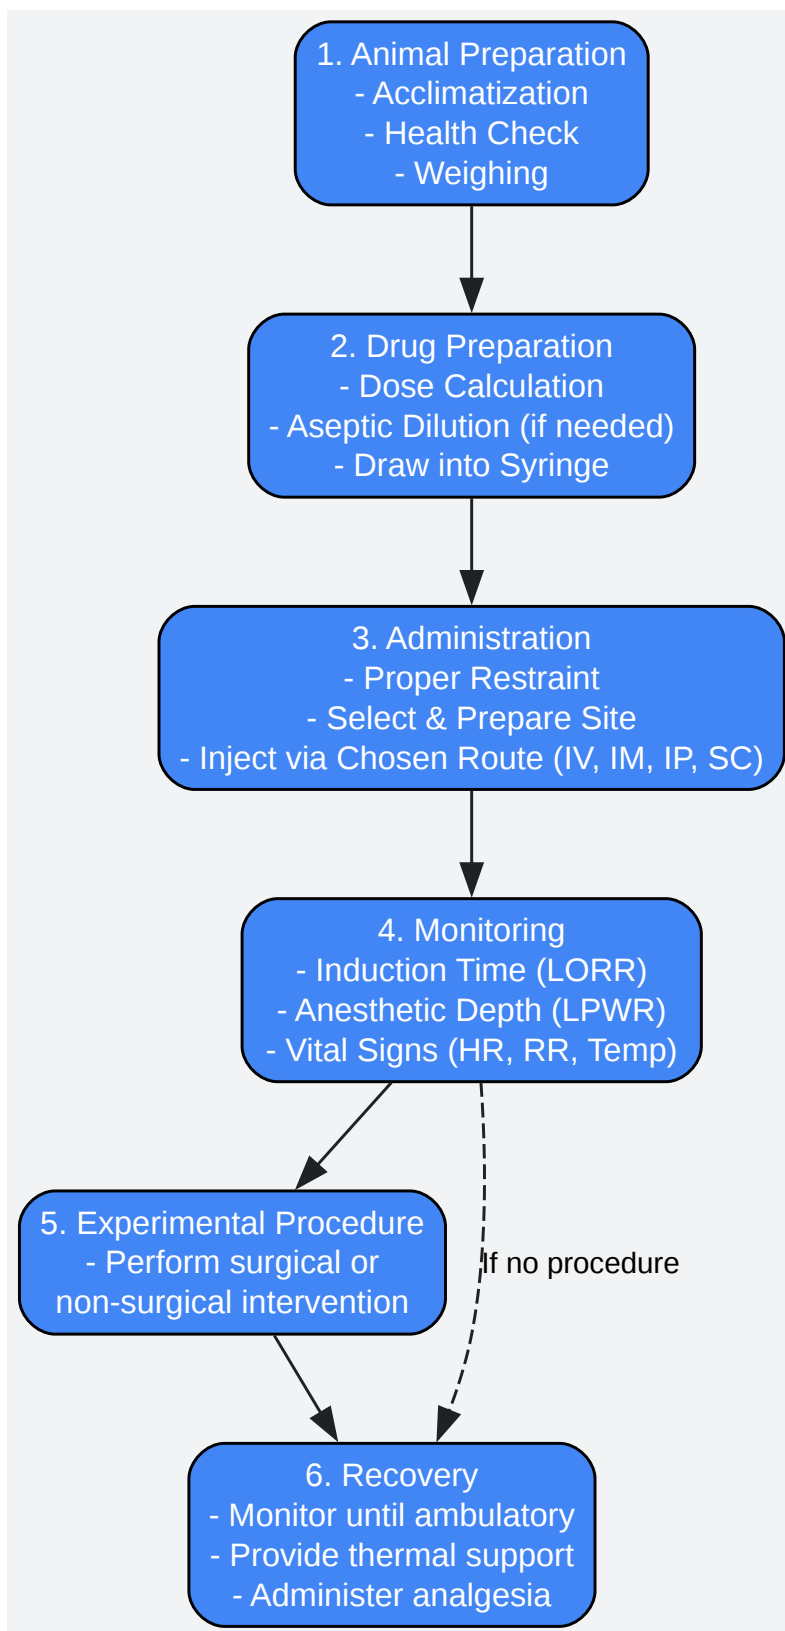 1. Animal Preparation
- Acclimatization
- Health Check
- Weighing
2. Drug Preparation
- Dose Calculation
- Aseptic Dilution (if needed)
- Draw into Syringe
3. Administration
- Proper Restraint
- Select & Prepare Site
- Inject via Chosen Route (IV, IM, IP, SC)
4. Monitoring
- Induction Time (LORR)
- Anesthetic Depth (LPWR)
- Vital Signs (HR, RR, Temp)
5. Experimental Procedure
- Perform surgical or
non-surgical intervention
If no procedure
6. Recovery
- Monitor until ambulatory
- Provide thermal support
- Administer analgesia